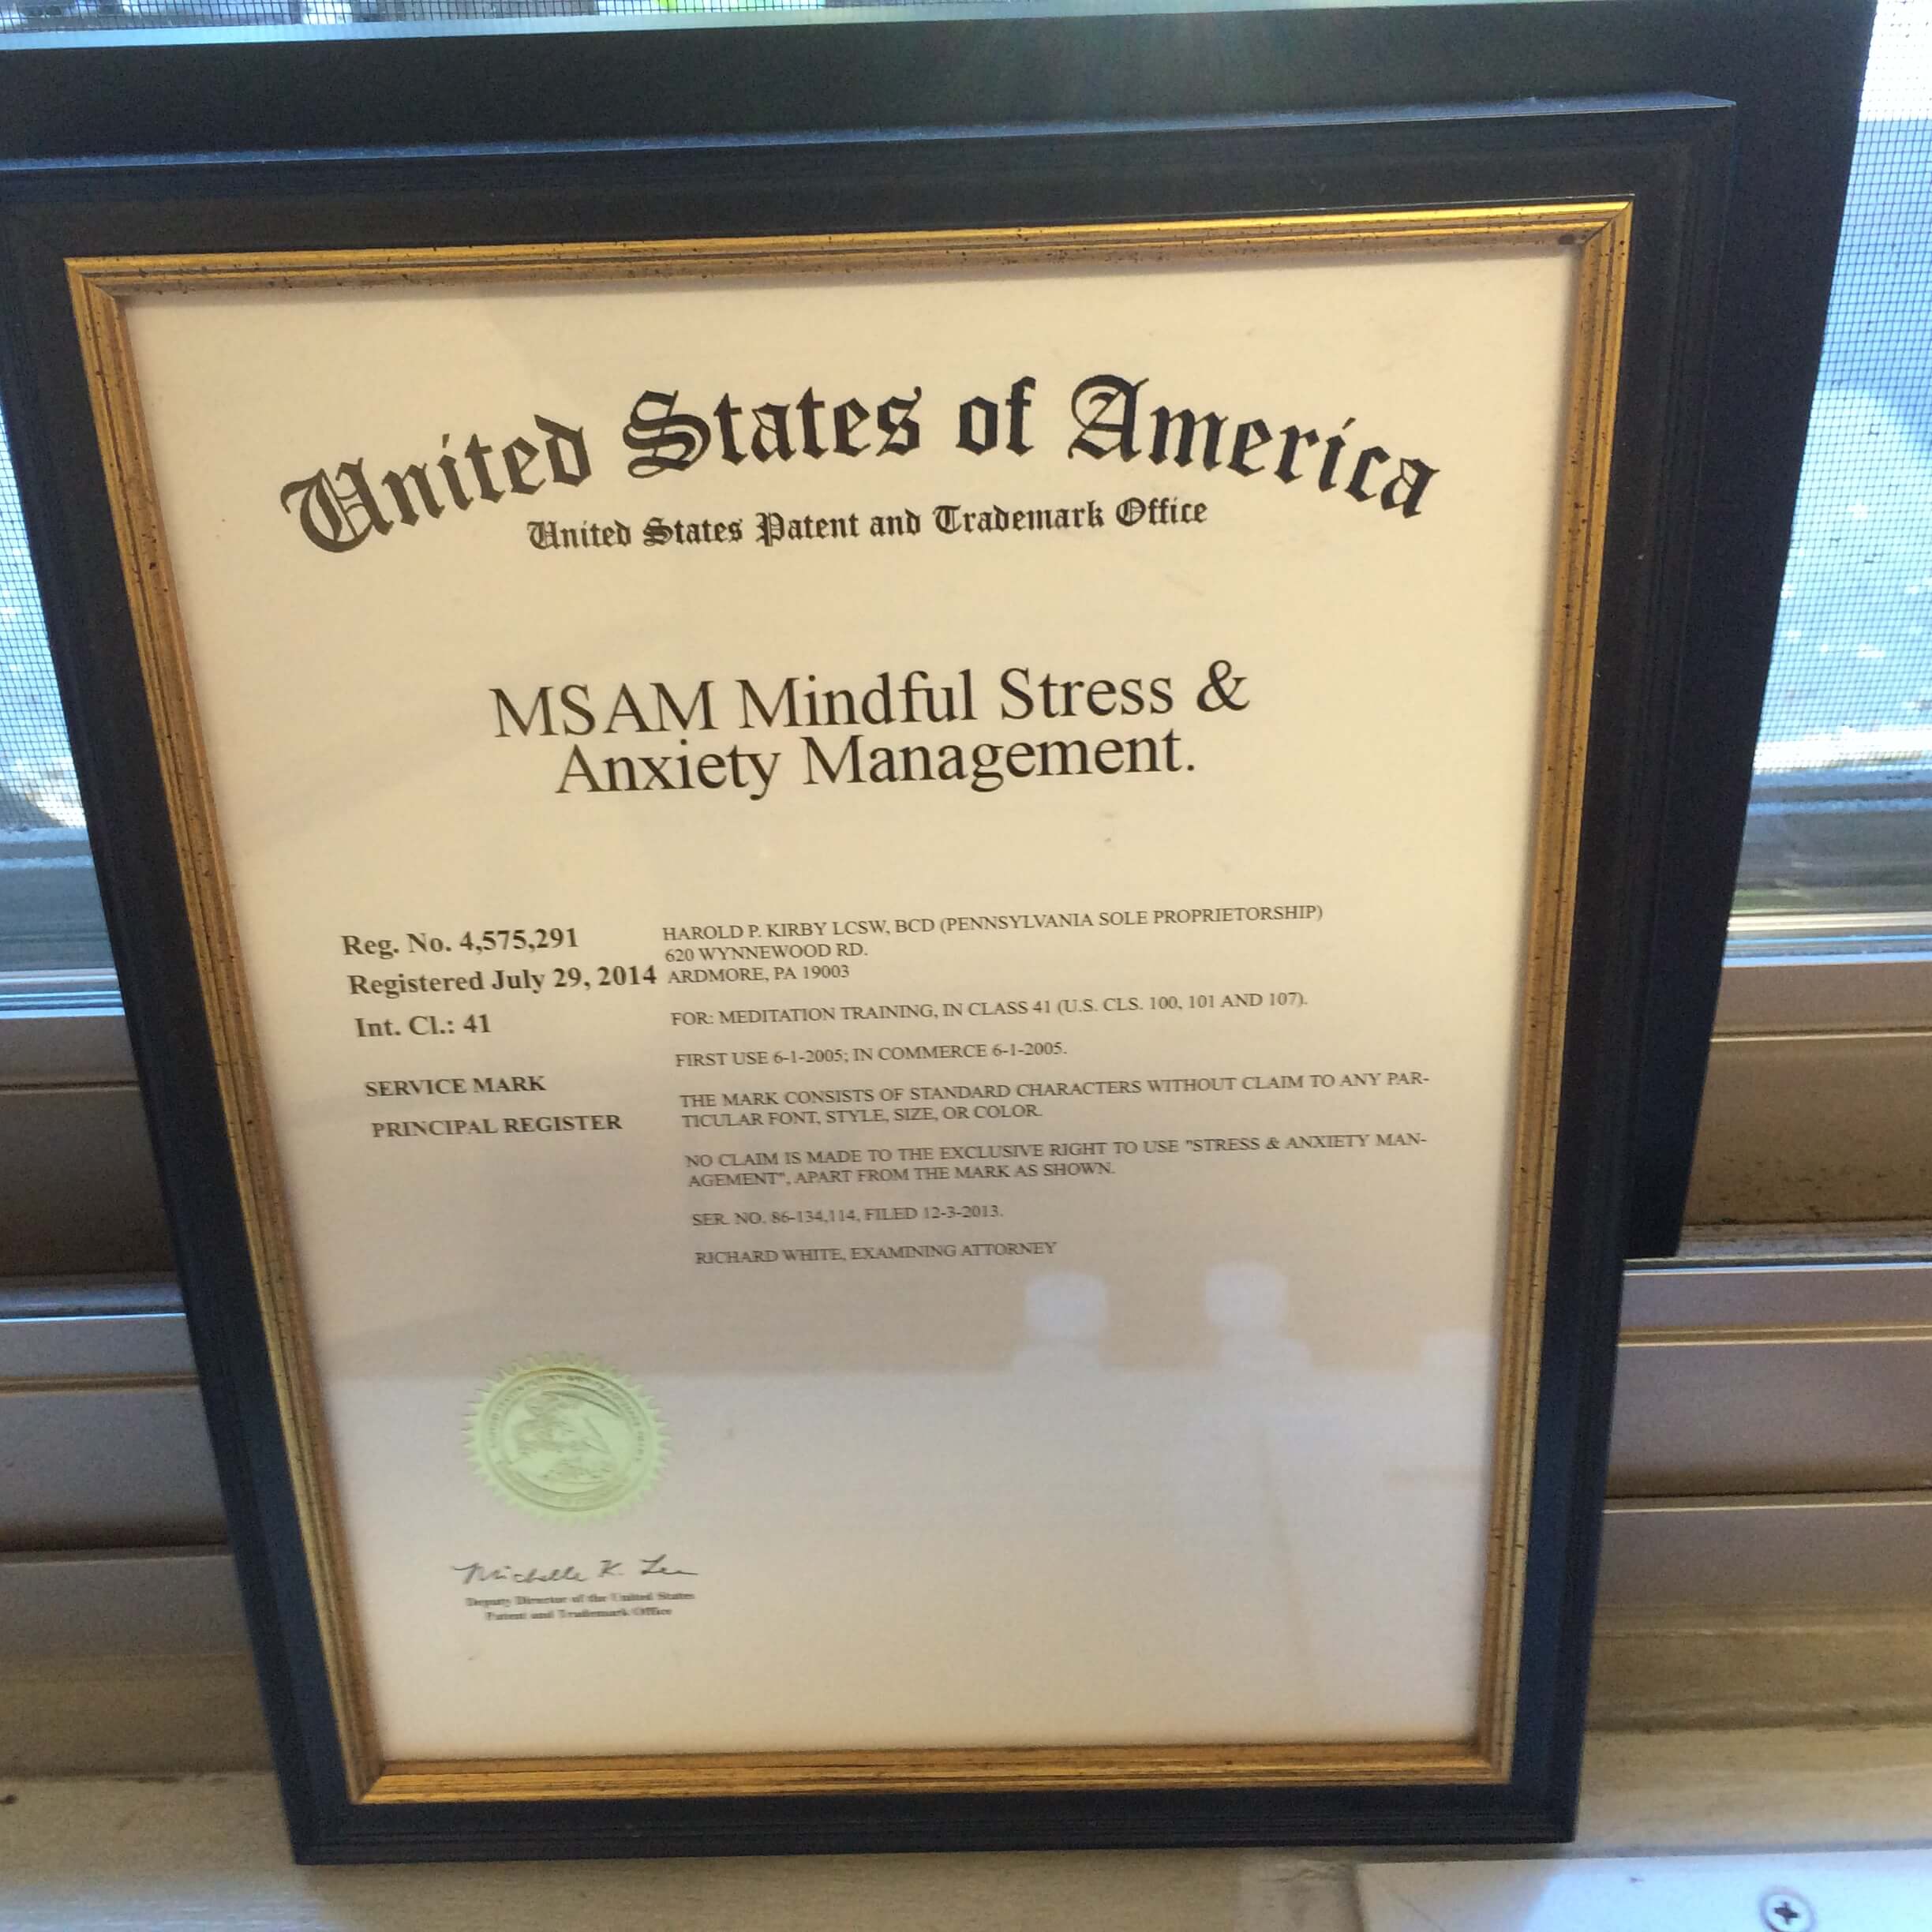 United States of America
United States Patent and Trademark Office
MSAM Mindful Stress &
Anxiety Management.
Reg. No. 4,575,291
Registered July 29, 2014
Int. Cl.: 41
SERVICE MARK
PRINCIPAL REGISTER
HAROLD P. KIRBY LCSW, BCD (PENNSYLVANIA SOLE PROPRIETORSHIP)
620 WYNNEWOOD RD.
ARDMORE, PA 19003
FOR: MEDITATION TRAINING, IN CLASS 41 (U.S. CLS. 100, 101 AND 107).
FIRST USE 6-1-2005; IN COMMERCE 6-1-2005.
THE MARK CONSISTS OF STANDARD CHARACTERS WITHOUT CLAIM TO ANY PAR-
TICULAR FONT, STYLE, SIZE, OR COLOR.
NO CLAIM IS MADE TO THE EXCLUSIVE RIGHT TO USE "STRESS & ANXIETY MAN-
AGEMENT", APART FROM THE MARK AS SHOWN.
SER. NO. 86-134,114, FILED 12-3-2013.
RICHARD WHITE, EXAMINING ATTORNEY
Michelle K. Lee
Deputy Director of the United States
Patent and Trademark Office